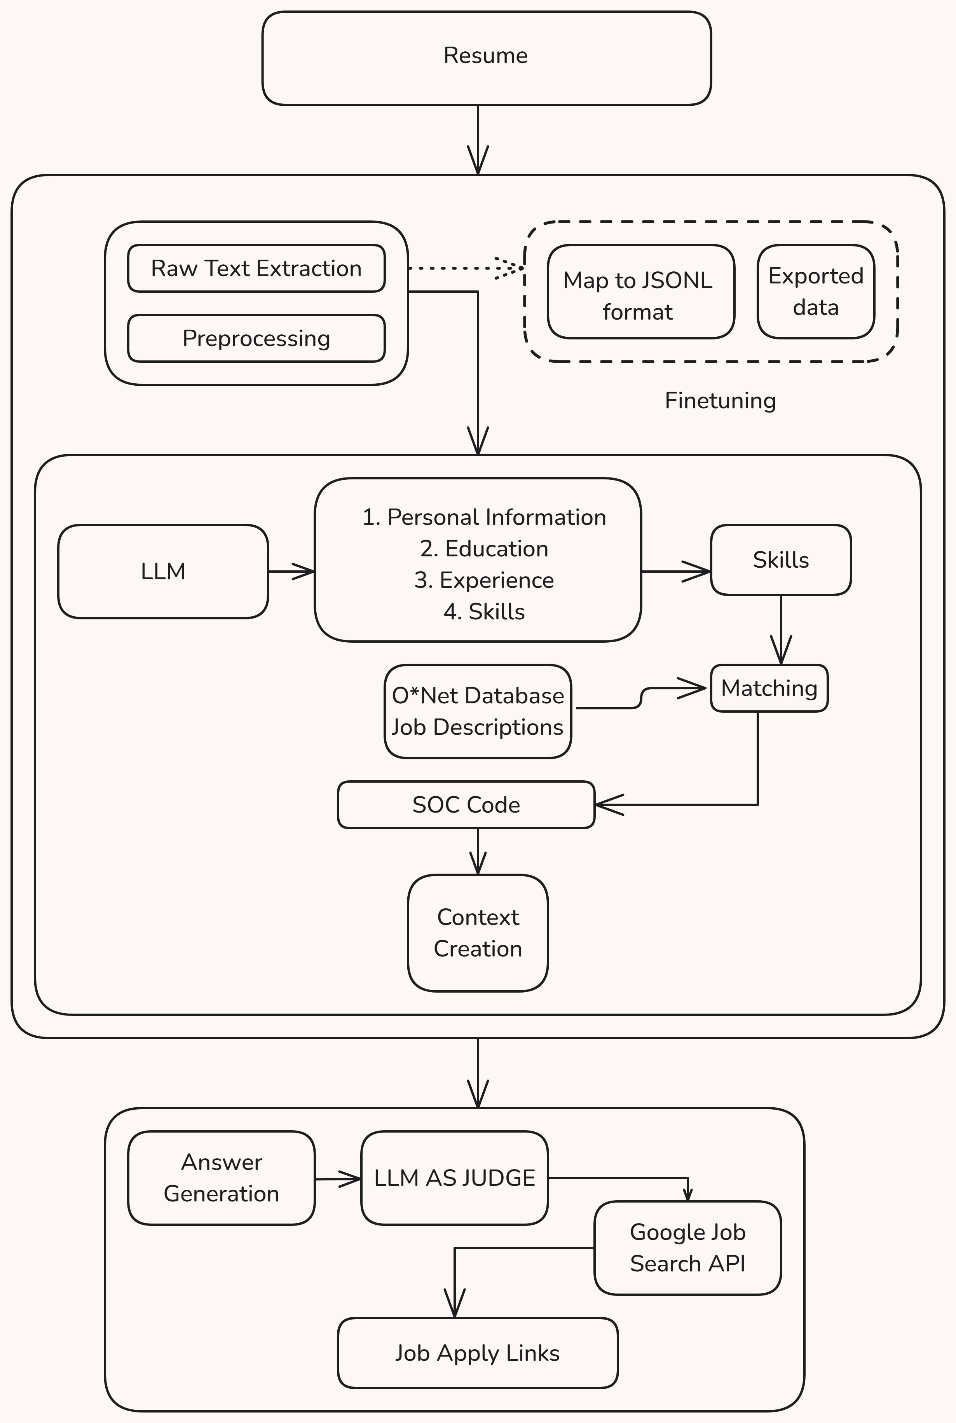 Resume
Raw Text Extraction
Preprocessing
Map to JSONL
format
Exported
data
Finetuning
LLM
1. Personal Information
2. Education
3. Experience
4. Skills
Skills
O*Net Database
Job Descriptions
Matching
SOC Code
Context
Creation
Answer
Generation
LLM AS JUDGE
Google Job
Search API
Job Apply Links